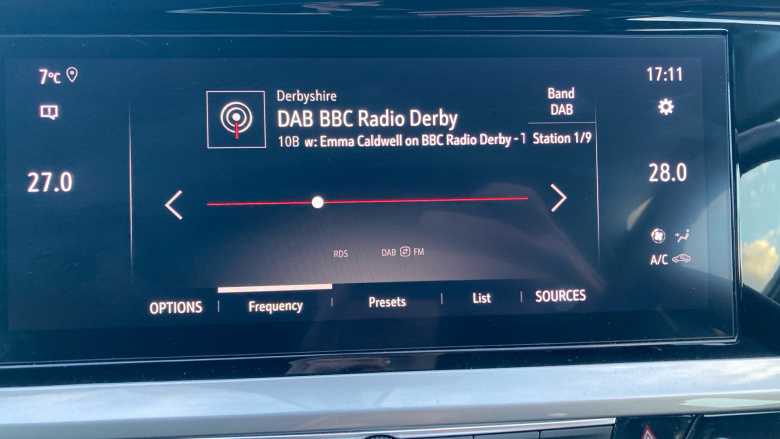 7°C
17:11
Derbyshire
Band
DAB
DAB BBC Radio Derby
10B w: Emma Caldwell on BBC Radio Derby - 1
Station 1/9
27.0
28.0
RDS
DAB FM
A/C
OPTIONS
Frequency
Presets
List
SOURCES